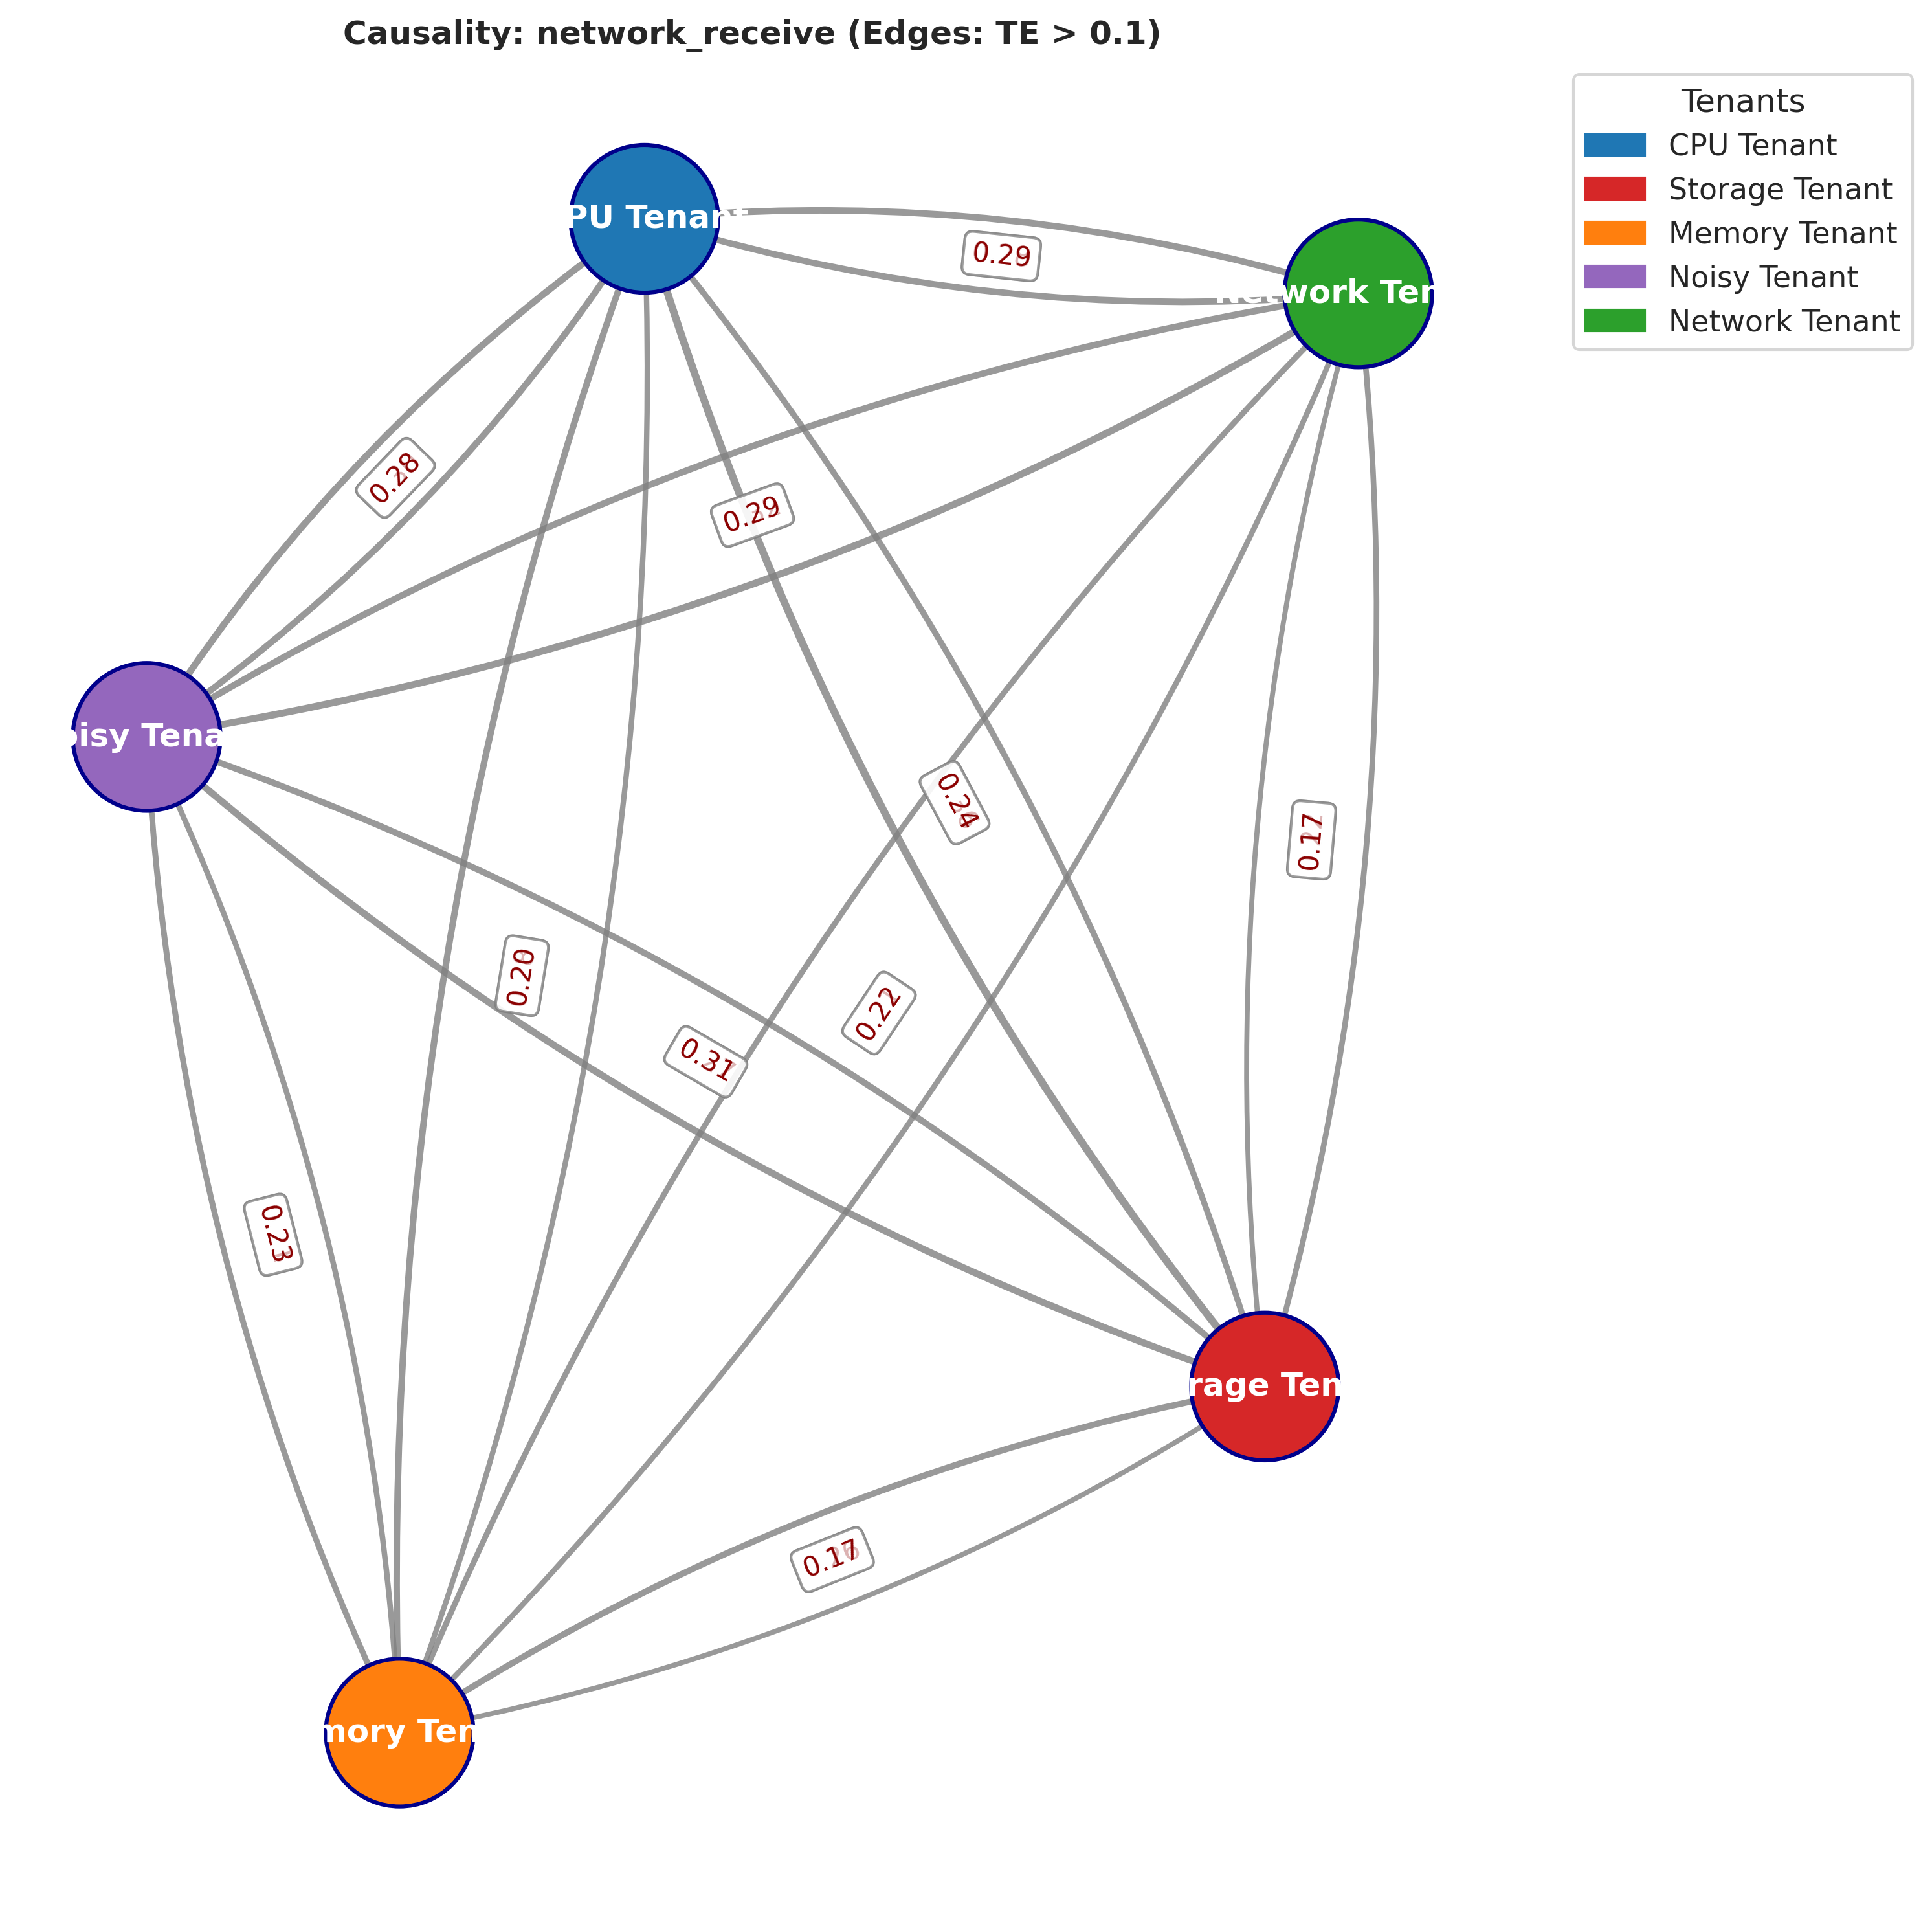 Causality: network_receive (Edges: TE > 0.1)
Tenants
CPU Tenant
Storage Tenant
Memory Tenant
Noisy Tenant
Network Tenant
PU Tenant
0.29
work Ten
0.28
0.29
oisy Tena
0.24
0.17
0.20
0.22
0.31
0.23
rage Ten
0.17
mory Ten